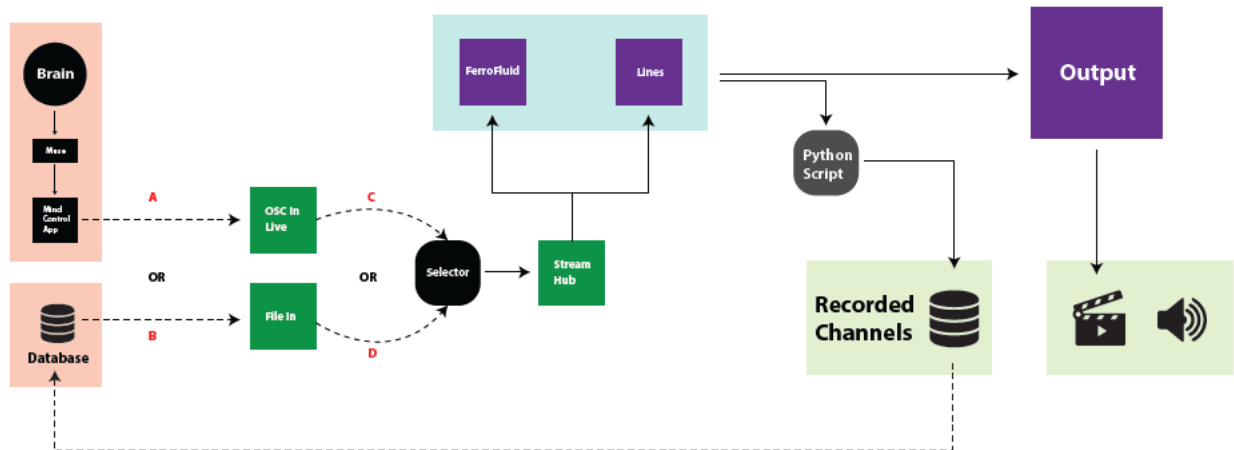 Brain
Muse
Mind
Control
App
A
OSC In
Live
C
OR
OR
Selector
Stream
Hub
Database
B
File In
D
FerroFluid
Lines
Python
Script
Output
Recorded
Channels